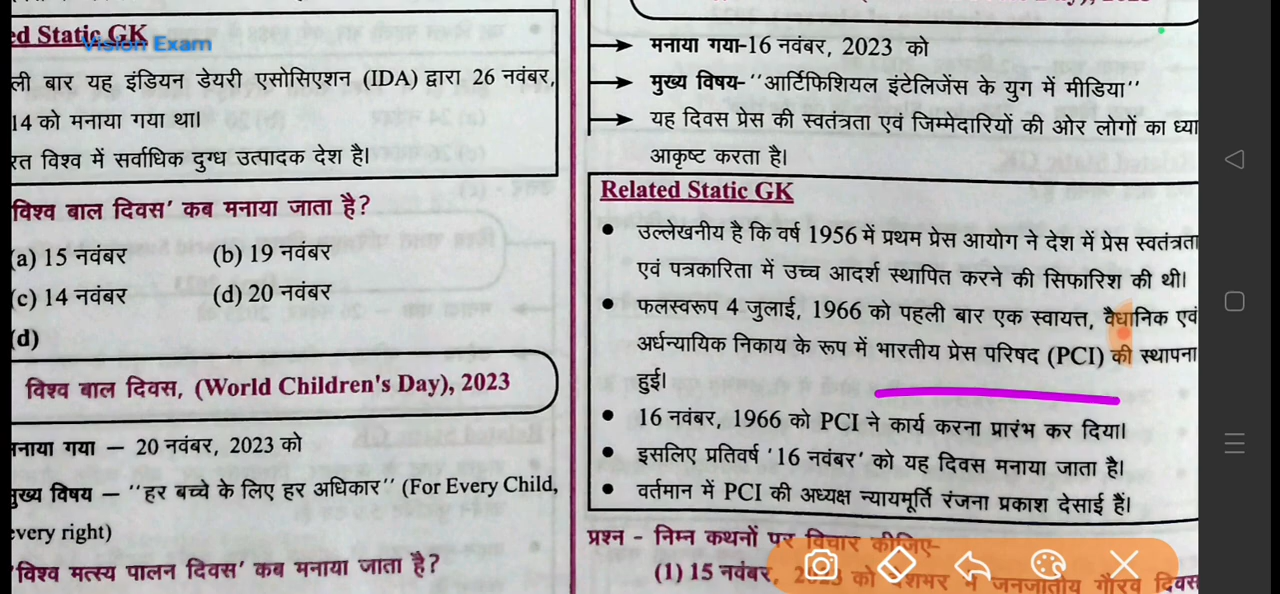 ed Static GK
Vision Exam
ली बार यह इंडियन डेयरी एसोसिएशन (IDA) द्वारा 26 नवंबर,
14 को मनाया गया था।
रत विश्व में सर्वाधिक दुग्ध उत्पादक देश है।
विश्व बाल दिवस' कब मनाया जाता है?
(a) 15 नवंबर (b) 19 नवंबर
(c) 14 नवंबर (d) 20 नवंबर
(d)
विश्व बाल दिवस, (World Children's Day), 2023
मनाया गया – 20 नवंबर, 2023 को
मुख्य विषय – "हर बच्चे के लिए हर अधिकार" (For Every Child,
every right)
'विश्व मत्स्य पालन दिवस' कब मनाया जाता है?
मनाया गया-16 नवंबर, 2023 को
मुख्य विषय- "आर्टिफिशियल इंटेलिजेंस के युग में मीडिया"
यह दिवस प्रेस की स्वतंत्रता एवं जिम्मेदारियों की ओर लोगों का ध्या
आकृष्ट करता है।
Related Static GK
• उल्लेखनीय है कि वर्ष 1956 में प्रथम प्रेस आयोग ने देश में प्रेस स्वतंत्रता
एवं पत्रकारिता में उच्च आदर्श स्थापित करने की सिफारिश की थी।
• फलस्वरूप 4 जुलाई, 1966 को पहली बार एक स्वायत्त, वैधानिक एवं
अर्धन्यायिक निकाय के रूप में भारतीय प्रेस परिषद (PCI) की स्थापना
हुई।
• 16 नवंबर, 1966 को PCI ने कार्य करना प्रारंभ कर दिया।
• इसलिए प्रतिवर्ष '16 नवंबर' को यह दिवस मनाया जाता है।
• वर्तमान में PCI की अध्यक्ष न्यायमूर्ति रंजना प्रकाश देसाई हैं।
प्रश्न - निम्न कथनों पर विचार कीजिए-
(1) 15 नवंबर, 2023 को देशभर में जनजातीय गौरव दिवस